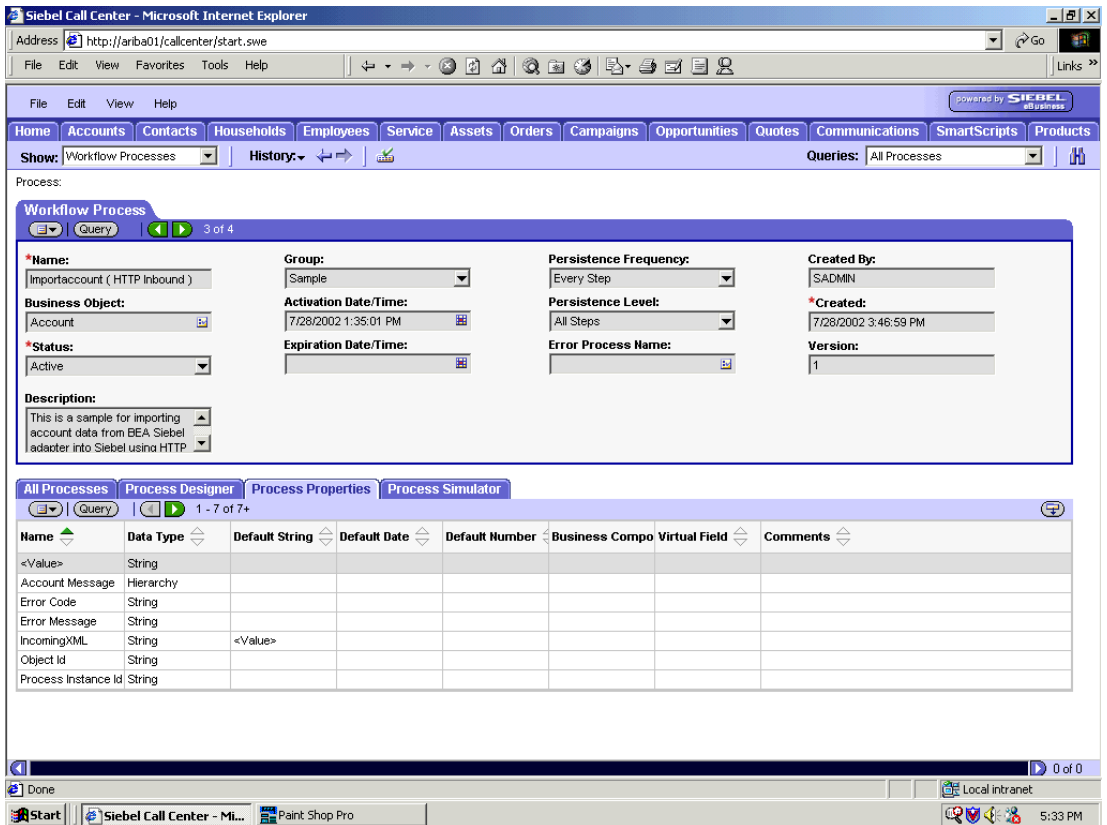 Siebel Call Center - Microsoft Internet Explorer
Address http://ariba01/callcenter/start.swe Go
File Edit View Favorites Tools Help Links »
File Edit View Help powered by SIEBEL eBusiness
Home Accounts Contacts Households Employees Service Assets Orders Campaigns Opportunities Quotes Communications SmartScripts Products
Show: Workflow Processes History: Queries: All Processes
Process:
Workflow Process
Query 3 of 4
*Name: Group: Persistence Frequency: Created By:
Importaccount ( HTTP Inbound ) Sample Every Step SADMIN
Business Object: Activation Date/Time: Persistence Level: *Created:
Account 7/28/2002 1:35:01 PM All Steps 7/28/2002 3:46:59 PM
*Status: Expiration Date/Time: Error Process Name: Version:
Active 1
Description:
This is a sample for importing
account data from BEA Siebel
adapter into Siebel using HTTP
All Processes Process Designer Process Properties Process Simulator
Query 1 - 7 of 7+
Name Data Type Default String Default Date Default Number Business Compo Virtual Field Comments
<Value> String
Account Message Hierarchy
Error Code String
Error Message String
IncomingXML String <Value>
Object Id String
Process Instance Id String
0 of 0
Done Local intranet
Start Siebel Call Center - Mi... Paint Shop Pro 5:33 PM